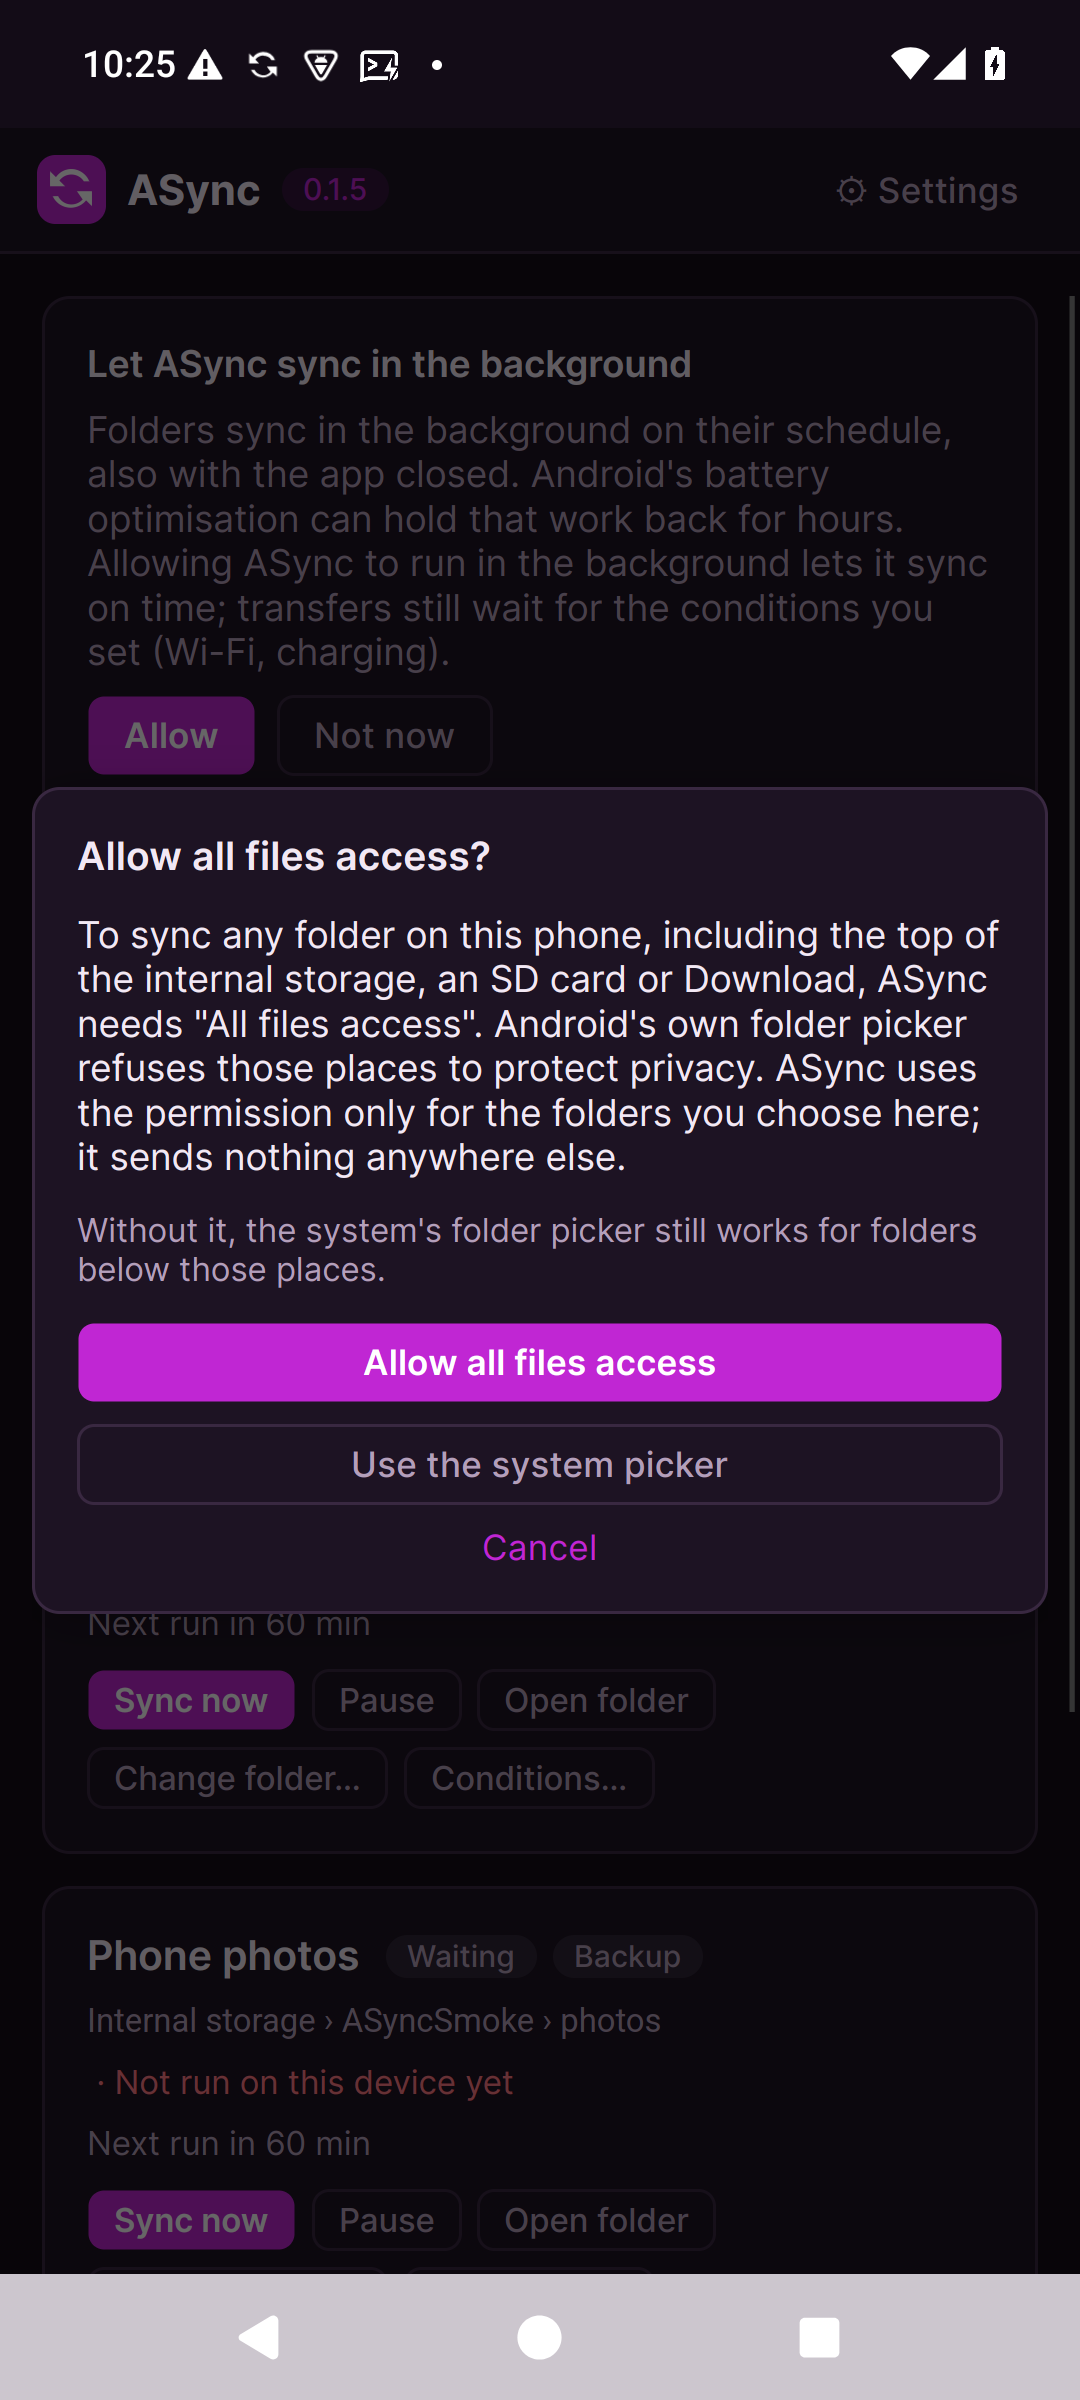 10:25
ASync 0.1.5 Settings
Let ASync sync in the background
Folders sync in the background on their schedule,
also with the app closed. Android's battery
optimisation can hold that work back for hours.
Allowing ASync to run in the background lets it sync
on time; transfers still wait for the conditions you
set (Wi-Fi, charging).
Allow Not now
Allow all files access?
To sync any folder on this phone, including the top of
the internal storage, an SD card or Download, ASync
needs "All files access". Android's own folder picker
refuses those places to protect privacy. ASync uses
the permission only for the folders you choose here;
it sends nothing anywhere else.
Without it, the system's folder picker still works for folders
below those places.
Allow all files access
Use the system picker
Cancel
Next run in 60 min
Sync now Pause Open folder
Change folder... Conditions...
Phone photos Waiting Backup
Internal storage › ASyncSmoke › photos
· Not run on this device yet
Next run in 60 min
Sync now Pause Open folder